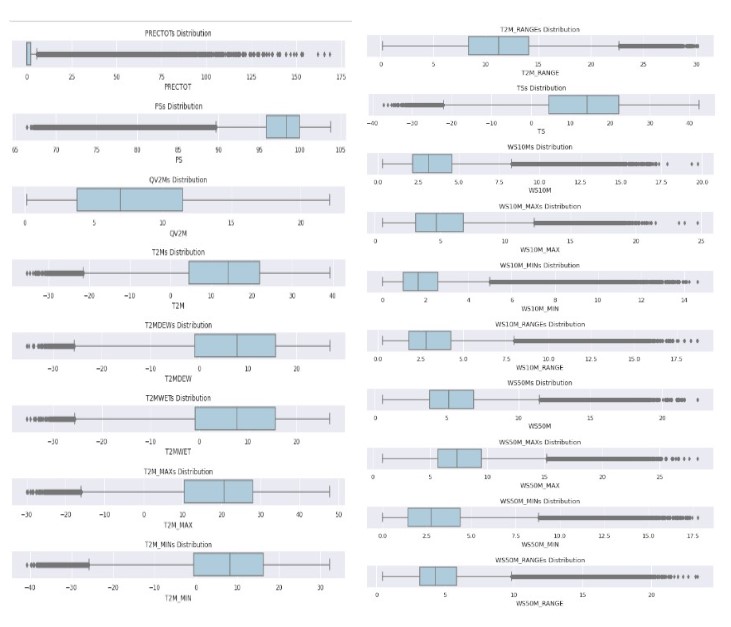 PRECTOTs Distribution
0 25 50 75 100 125 150 175
PRECTOT
PSs Distribution
65 70 75 80 85 90 95 100 105
PS
QV2Ms Distribution
0 5 10 15 20
QV2M
T2Ms Distribution
−30 −20 −10 0 10 20 30 40
T2M
T2MDEWs Distribution
−30 −20 −10 0 10 20
T2MDEW
T2MWETs Distribution
−30 −20 −10 0 10 20
T2MWET
T2M_MAXs Distribution
−30 −20 −10 0 10 20 30 40 50
T2M_MAX
T2M_MINs Distribution
−40 −30 −20 −10 0 10 20 30
T2M_MIN
T2M_RANGEs Distribution
0 5 10 15 20 25 30
T2M_RANGE
TSs Distribution
−40 −30 −20 −10 0 10 20 30 40
TS
WS10Ms Distribution
0.0 2.5 5.0 7.5 10.0 12.5 15.0 17.5 20.0
WS10M
WS10M_MAXs Distribution
0 5 10 15 20 25
WS10M_MAX
WS10M_MINs Distribution
0 2 4 6 8 10 12 14
WS10M_MIN
WS10M_RANGEs Distribution
0.0 2.5 5.0 7.5 10.0 12.5 15.0 17.5
WS10M_RANGE
WS50Ms Distribution
0 5 10 15 20
WS50M
WS50M_MAXs Distribution
0 5 10 15 20 25
WS50M_MAX
WS50M_MINs Distribution
0.0 2.5 5.0 7.5 10.0 12.5 15.0 17.5
WS50M_MIN
WS50M_RANGEs Distribution
0 5 10 15 20
WS50M_RANGE